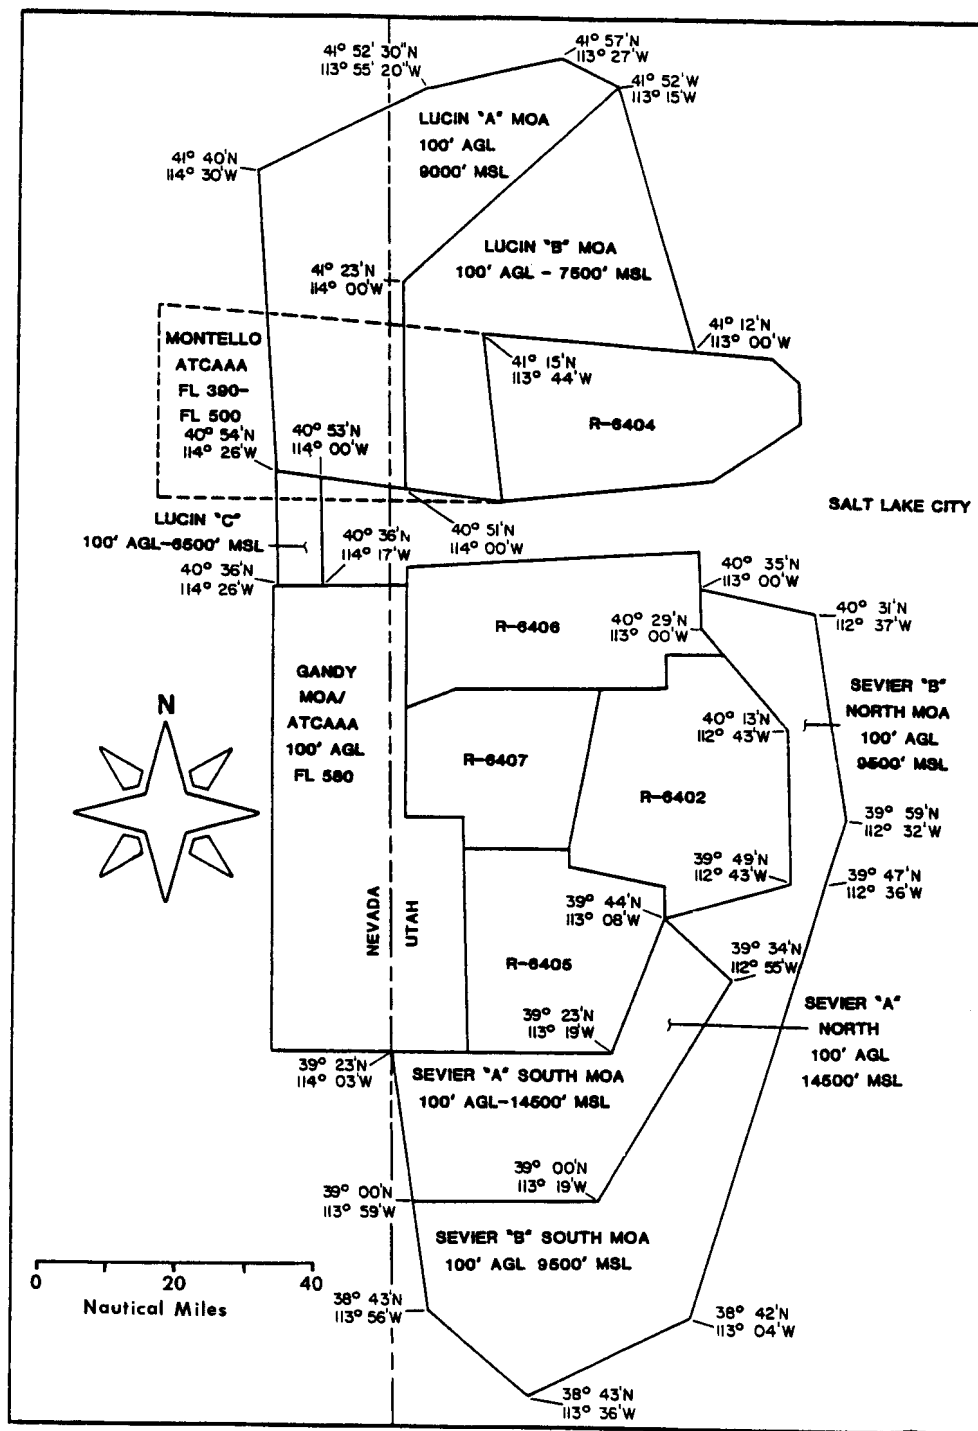 41° 52' 30"N
113° 55' 20"W
41° 57'N
113° 27'W
41° 52'W
113° 15'W
LUCIN "A" MOA
100' AGL
9000' MSL
41° 40'N
114° 30'W
LUCIN "B" MOA
100' AGL - 7500' MSL
41° 23'N
114° 00'W
41° 12'N
113° 00'W
MONTELLO
ATCAAA
FL 390-
FL 500
41° 15'N
113° 44'W
R-6404
40° 54'N
114° 26'W
40° 53'N
114° 00'W
SALT LAKE CITY
LUCIN "C"
100' AGL-6500' MSL
40° 36'N
114° 17'W
40° 51'N
114° 00'W
40° 36'N
114° 26'W
40° 35'N
113° 00'W
40° 31'N
112° 37'W
R-6406
40° 29'N
113° 00'W
GANDY
MOA/
ATCAAA
100' AGL
FL 580
N
SEVIER "B"
NORTH MOA
100' AGL
9500' MSL
40° 13'N
112° 43'W
R-6407
R-6402
39° 59'N
112° 32'W
39° 49'N
112° 43'W
39° 47'N
112° 36'W
39° 44'N
113° 08'W
NEVADA
UTAH
39° 34'N
112° 55'W
R-6405
SEVIER "A"
NORTH
100' AGL
14500' MSL
39° 23'N
113° 19'W
39° 23'N
114° 03'W
SEVIER "A" SOUTH MOA
100' AGL-14500' MSL
39° 00'N
113° 19'W
39° 00'N
113° 59'W
SEVIER "B" SOUTH MOA
100' AGL 9500' MSL
0 20 40
Nautical Miles
38° 43'N
113° 56'W
38° 42'N
113° 04'W
38° 43'N
113° 36'W